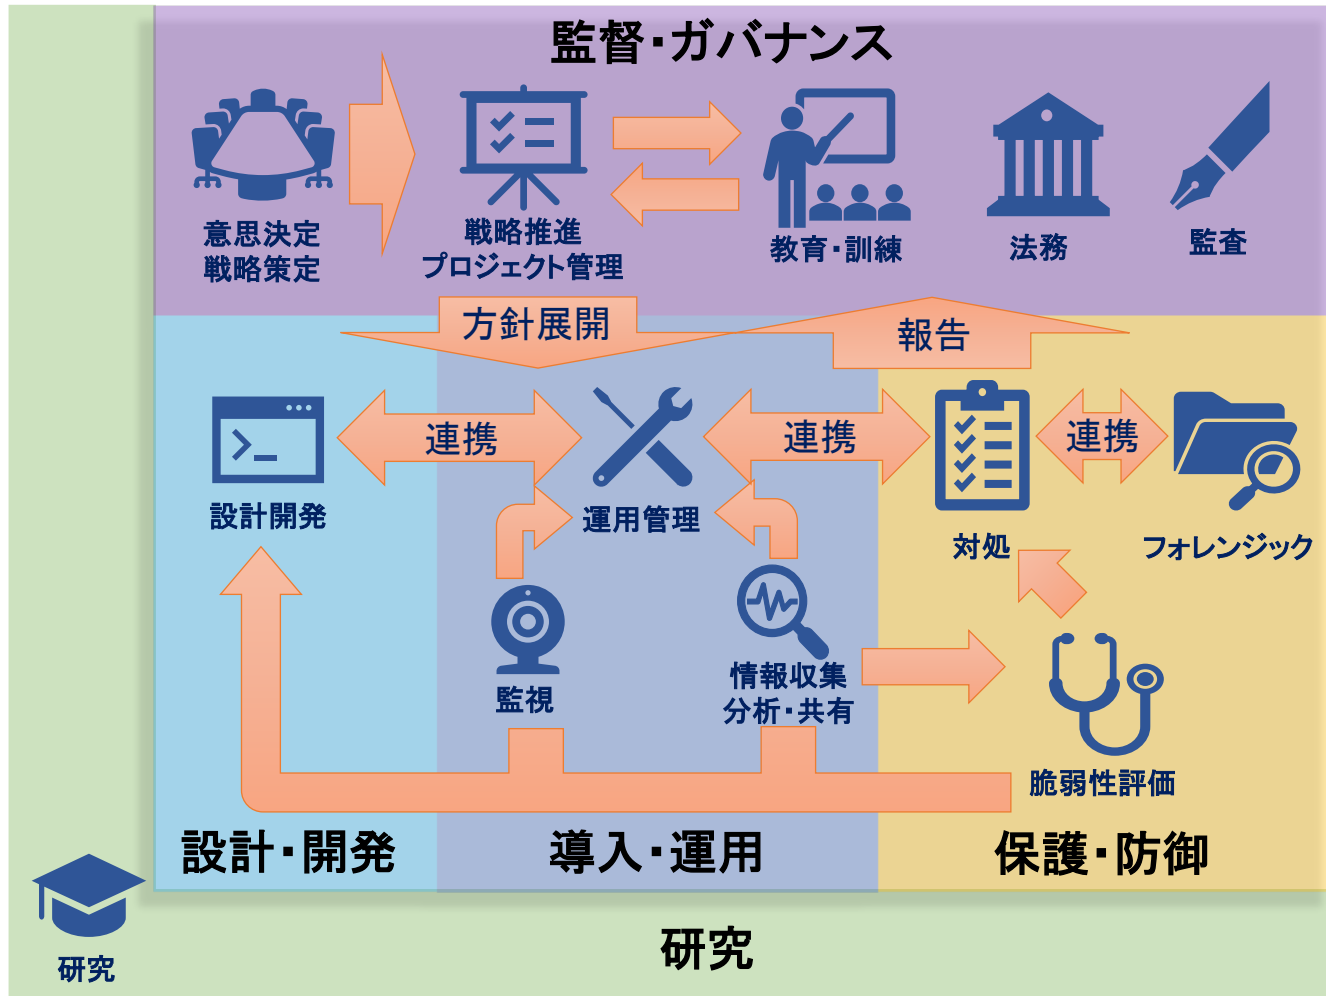 監督・ガバナンス
意思決定
戦略策定
戦略推進
プロジェクト管理
教育・訓練
法務
監査
方針展開
報告
連携
連携
連携
設計開発
運用管理
対処
フォレンジック
監視
情報収集
分析・共有
脆弱性評価
設計・開発
導入・運用
保護・防御
研究
研究